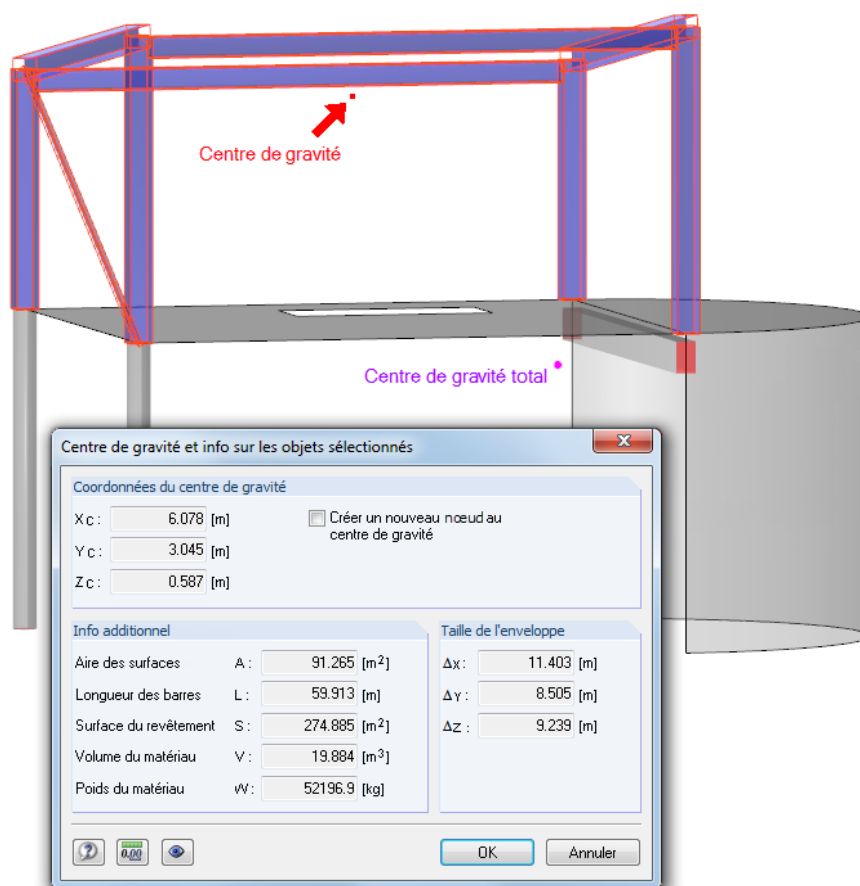 Centre de gravité
Centre de gravité total
Centre de gravité et info sur les objets sélectionnés
Coordonnées du centre de gravité
Xc: 6.078 [m]
Yc: 3.045 [m]
Zc: 0.587 [m]
Créer un nouveau nœud au
centre de gravité
Info additionnel
Aire des surfaces A: 91.265 [m²]
Longueur des barres L: 59.913 [m]
Surface du revêtement S: 274.885 [m²]
Volume du matériau V: 19.884 [m³]
Poids du matériau W: 52196.9 [kg]
Taille de l'enveloppe
Δx: 11.403 [m]
Δy: 8.505 [m]
Δz: 9.239 [m]
0.00
OK Annuler